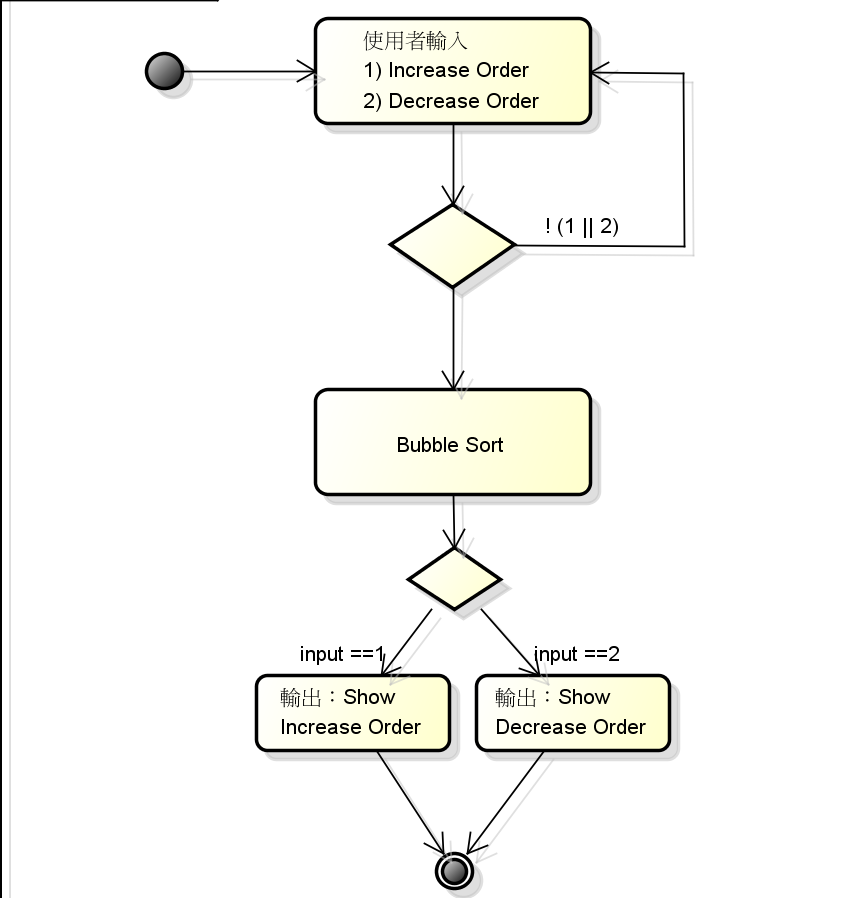 使用者輸入
1) Increase Order
2) Decrease Order
! (1 || 2)
Bubble Sort
input ==1
input ==2
輸出：Show
Increase Order
輸出：Show
Decrease Order